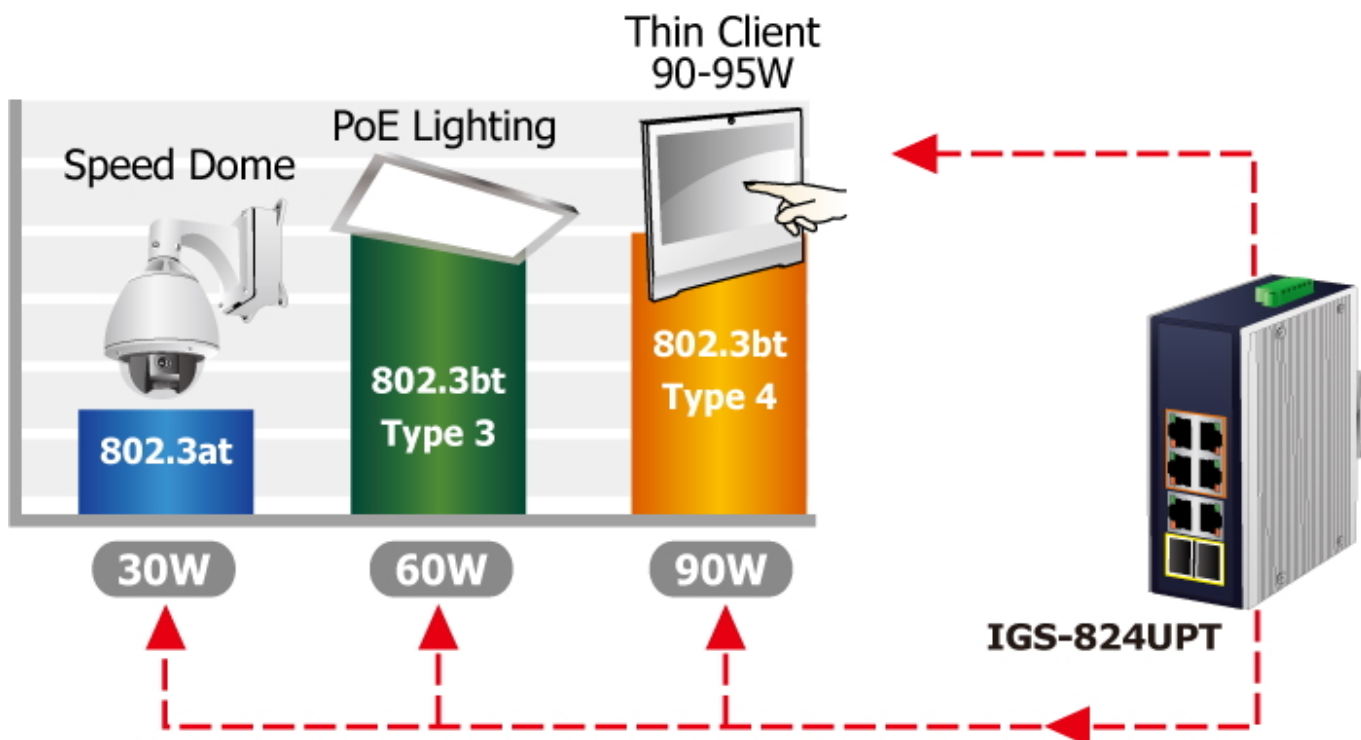 Thin Client
90-95W
PoE Lighting
Speed Dome
802.3at
802.3bt
Type 3
802.3bt
Type 4
30W
60W
90W
IGS-824UPT